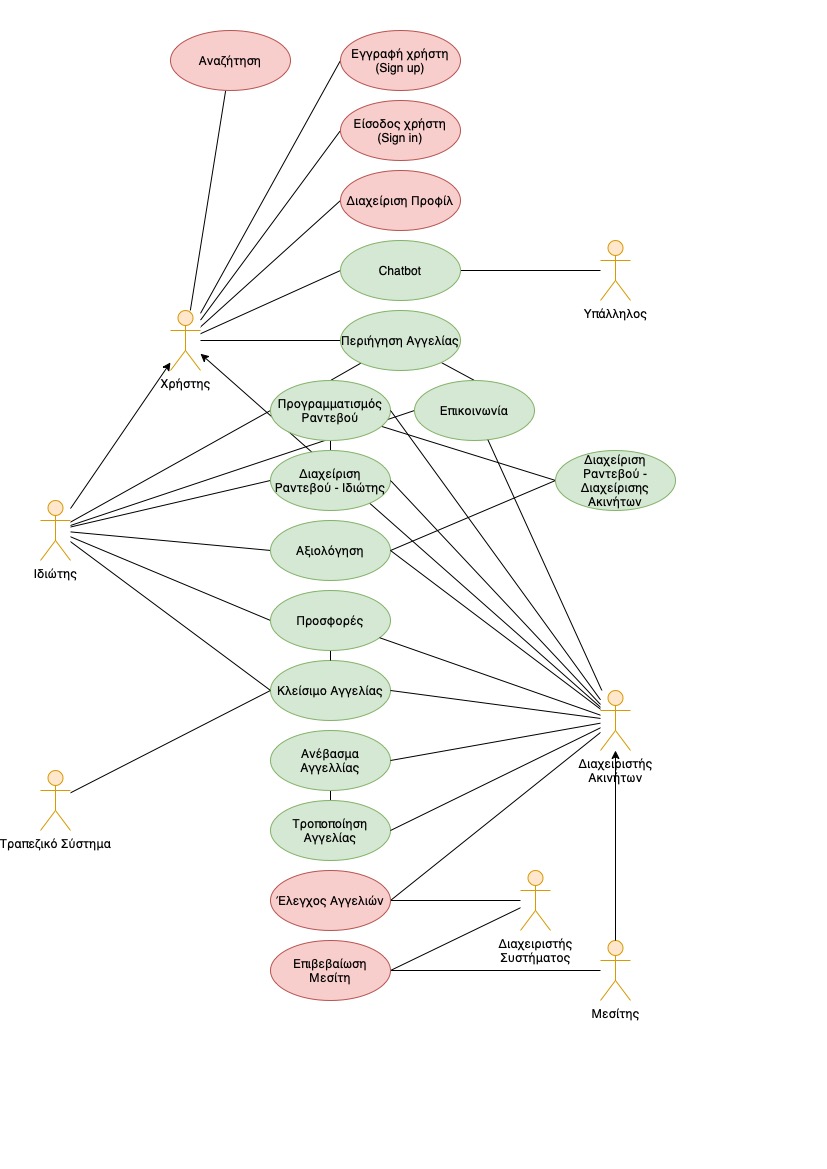 Αναζήτηση
Εγγραφή χρήστη
(Sign up)
Είσοδος χρήστη
(Sign in)
Διαχείριση Προφίλ
Chatbot
Υπάλληλος
Περιήγηση Αγγελίας
Χρήστης
Προγραμματισμός
Ραντεβού
Επικοινωνία
Διαχείριση
Ραντεβού - Ιδιώτης
Διαχείριση
Ραντεβού -
Διαχείρισης
Ακινήτων
Αξιολόγηση
Ιδιώτης
Προσφορές
Κλείσιμο Αγγελίας
Ανέβασμα
Αγγελλίας
Διαχειριστής
Ακινήτων
Τροποποίηση
Αγγελίας
Τραπεζικό Σύστημα
Έλεγχος Αγγελιών
Διαχειριστής
Συστήματος
Επιβεβαίωση
Μεσίτη
Μεσίτης